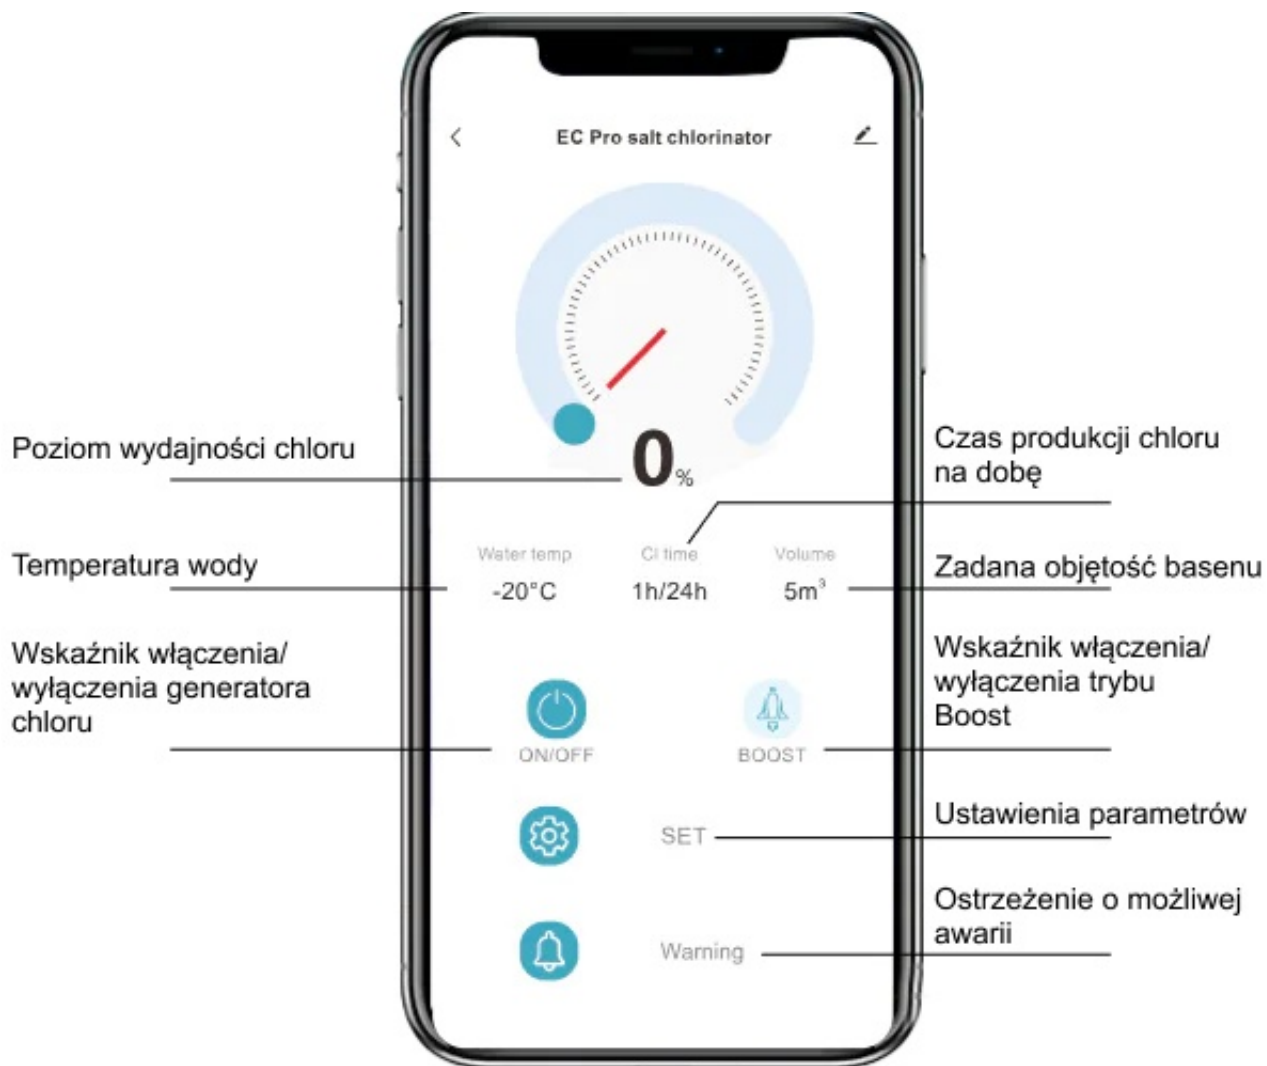 EC Pro salt chlorinator
Poziom wydajności chloru
0%
Czas produkcji chloru
na dobę
Temperatura wody
Water temp
Cl time
Volume
-20°C
1h/24h
5m³
Zadana objętość basenu
Wskaźnik włączenia/
wyłączenia generatora
chloru
ON/OFF
BOOST
Wskaźnik włączenia/
wyłączenia trybu
Boost
SET
Ustawienia parametrów
Warning
Ostrzeżenie o możliwej
awarii